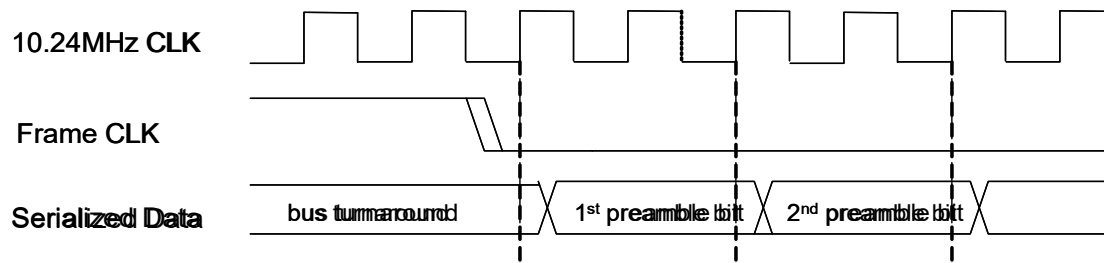 10.24MHz CLK
Frame CLK
Serialized Data
bus turnaround
1st preamble bit
2nd preamble bit